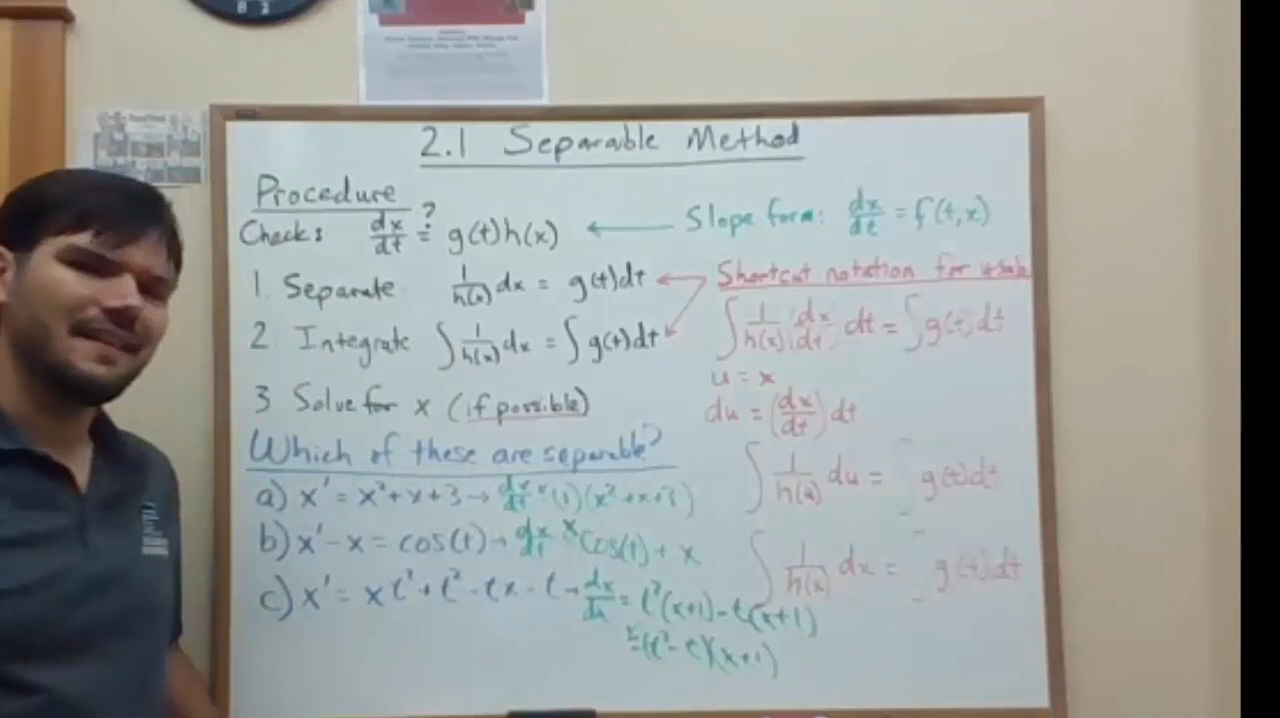 2.1 Separable Method
Procedure
Check: dx/dt ?= g(t)h(x) ← Slope form: dx/dt = f(t,x)
1. Separate 1/h(x) dx = g(t)dt
2. Integrate ∫ 1/h(x) dx = ∫ g(t)dt
3 Solve for x (if possible)
Shortcut notation for u-sub
∫ 1/h(x) (dx/dt) dt = ∫ g(t)dt
u = x
du = (dx/dt) dt
∫ 1/h(u) du = ∫ g(t)dt
∫ 1/h(x) dx = ∫ g(t)dt
Which of these are separable?
a) x' = x²+x+3 → dx/dt = (1)(x²+x+3)
b) x' - x = cos(t) → dx/dt = cos(t) + x
c) x' = xt²+t²-tx-t → dx/dt = t²(x+1)-t(x+1)
=(t²-t)(x+1)